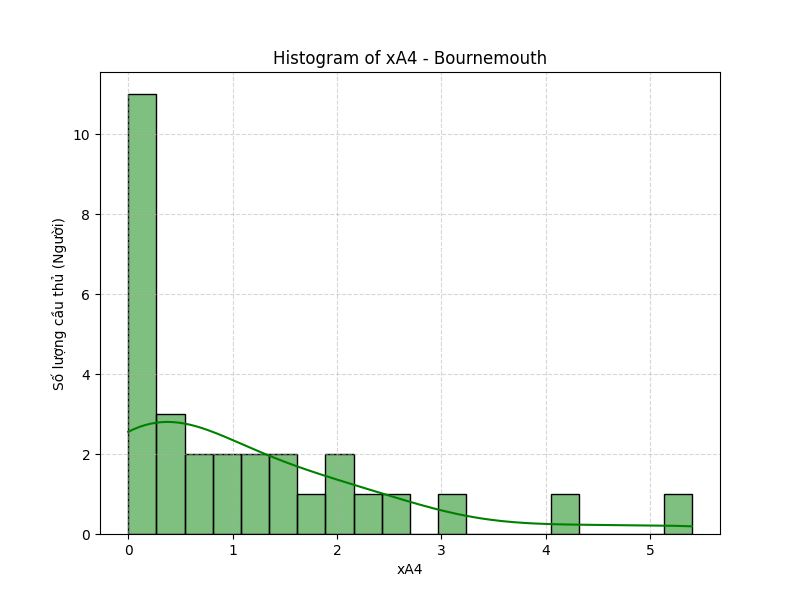 Histogram of xA4 - Bournemouth
Số lượng cầu thủ (Người)
10
8
6
4
2
0
0 1 2 3 4 5
xA4